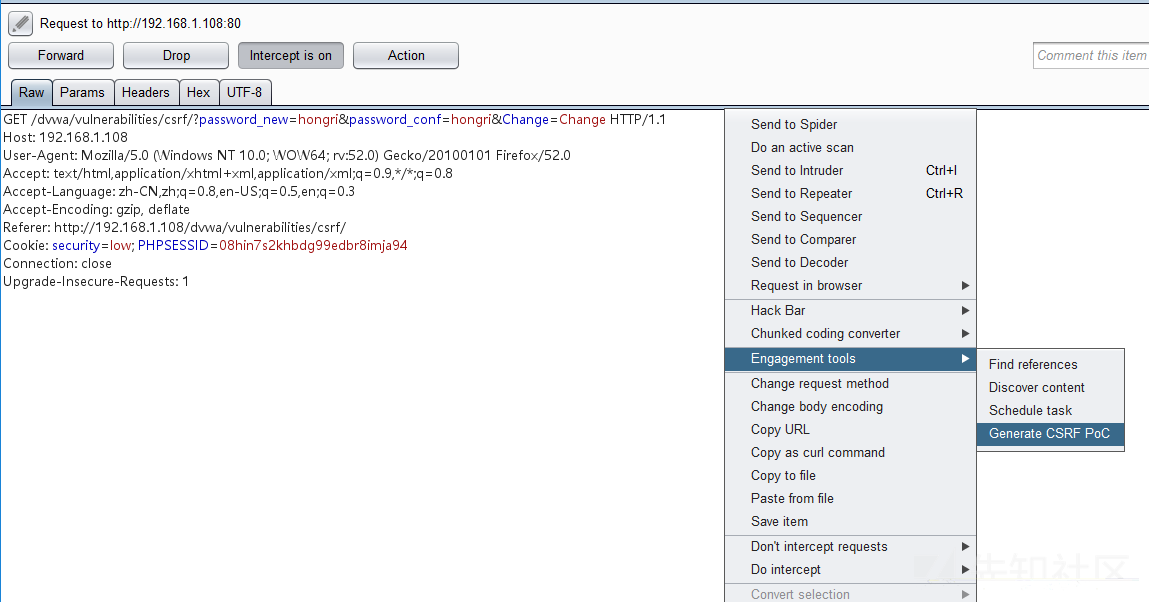 Request to http://192.168.1.108:80
Forward
Drop
Intercept is on
Action
Comment this item
Raw
Params
Headers
Hex
UTF-8
GET /dvwa/vulnerabilities/csrf/?password_new=hongri&password_conf=hongri&Change=Change HTTP/1.1
Host: 192.168.1.108
User-Agent: Mozilla/5.0 (Windows NT 10.0; WOW64; rv:52.0) Gecko/20100101 Firefox/52.0
Accept: text/html,application/xhtml+xml,application/xml;q=0.9,*/*;q=0.8
Accept-Language: zh-CN,zh;q=0.8,en-US;q=0.5,en;q=0.3
Accept-Encoding: gzip, deflate
Referer: http://192.168.1.108/dvwa/vulnerabilities/csrf/
Cookie: security=low; PHPSESSID=08hin7s2khbdg99edbr8imja94
Connection: close
Upgrade-Insecure-Requests: 1
Send to Spider
Do an active scan
Send to Intruder Ctrl+I
Send to Repeater Ctrl+R
Send to Sequencer
Send to Comparer
Send to Decoder
Request in browser
Hack Bar
Chunked coding converter
Engagement tools
Find references
Discover content
Schedule task
Generate CSRF PoC
Change request method
Change body encoding
Copy URL
Copy as curl command
Copy to file
Paste from file
Save item
Don't intercept requests
Do intercept
Convert selection
先知社区